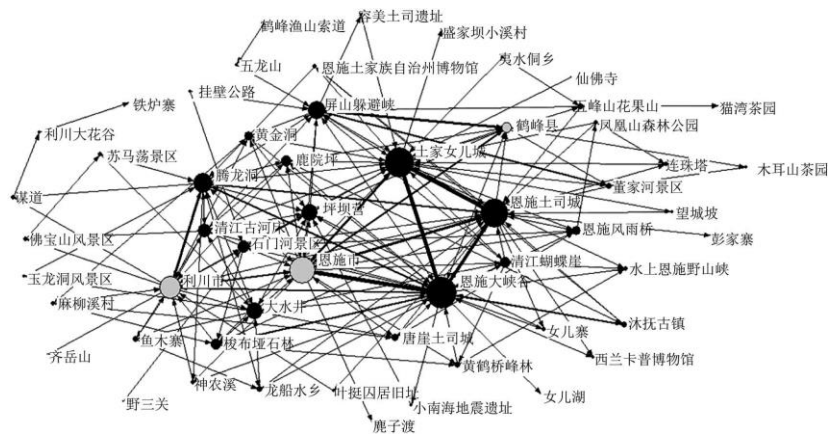 容美土司遗址
鹤峰渔山索道
盛家坝小溪村
恩施土家族自治州博物馆
夷水侗乡
五龙山
仙佛寺
挂壁公路
铁炉寨
屏山躲避峡
五峰山花果山
猫湾茶园
利川大花谷
黄金洞
鹤峰县
凤凰山森林公园
苏马荡景区
鹿院坪
土家女儿城
连珠塔
木耳山茶园
腾龙洞
董家河景区
谋道
坪坝营
恩施土司城
望城坡
清江古河床
恩施风雨桥
彭家寨
佛宝山风景区
石门河景区
恩施市
清江蝴蝶崖
水上恩施野山峡
玉龙洞风景区
利川市
恩施大峡谷
麻柳溪村
大水井
沐抚古镇
鱼木寨
唐崖土司城
女儿寨
齐岳山
梭布垭石林
黄鹤桥峰林
西兰卡普博物馆
神农溪
龙船水乡
叶挺囚居旧址
女儿湖
野三关
小南海地震遗址
鹿子渡